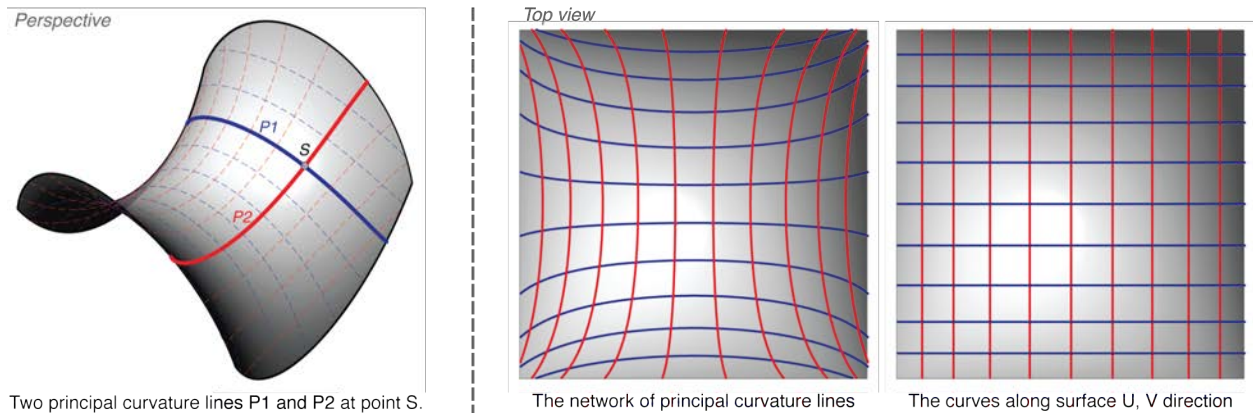 Perspective
P1
S
P2
Two principal curvature lines P1 and P2 at point S.
Top view
The network of principal curvature lines
The curves along surface U, V direction